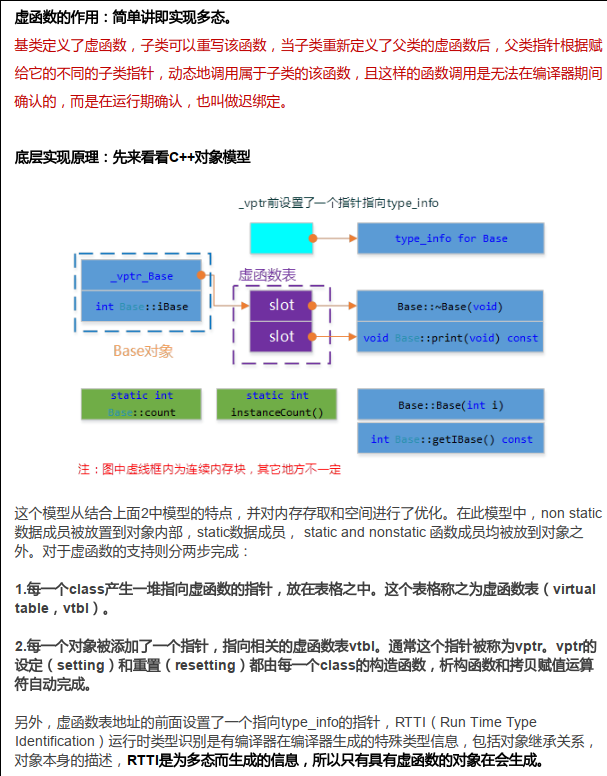 虚函数的作用：简单讲即实现多态。
基类定义了虚函数，子类可以重写该函数，当子类重新定义了父类的虚函数后，父类指针根据赋
给它的不同的子类指针，动态地调用属于子类的该函数，且这样的函数调用是无法在编译器期间
确认的，而是在运行期确认，也叫做迟绑定。
底层实现原理：先来看看C++对象模型
_vptr前设置了一个指针指向type_info
type_info for Base
_vptr_Base
int Base::iBase
Base对象
虚函数表
slot
slot
Base::~Base(void)
void Base::print(void) const
static int
Base::count
static int
instanceCount()
Base::Base(int i)
int Base::getIBase() const
注：图中虚线框内为连续内存块，其它地方不一定
这个模型从结合上面2中模型的特点，并对内存存取和空间进行了优化。在此模型中，non static
数据成员被放置到对象内部，static数据成员， static and nonstatic 函数成员均被放到对象之
外。对于虚函数的支持则分两步完成：
1.每一个class产生一堆指向虚函数的指针，放在表格之中。这个表格称之为虚函数表（virtual
table，vtbl）。
2.每一个对象被添加了一个指针，指向相关的虚函数表vtbl。通常这个指针被称为vptr。vptr的
设定（setting）和重置（resetting）都由每一个class的构造函数，析构函数和拷贝赋值运算
符自动完成。
另外，虚函数表地址的前面设置了一个指向type_info的指针，RTTI（Run Time Type
Identification）运行时类型识别是有编译器在编译器生成的特殊类型信息，包括对象继承关系，
对象本身的描述，RTTI是为多态而生成的信息，所以只有具有虚函数的对象在会生成。